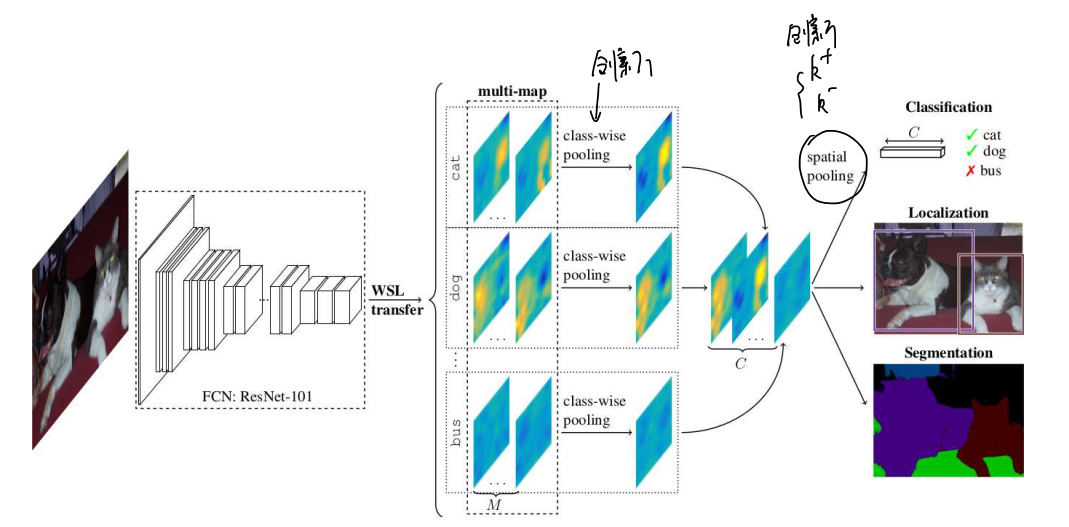 创新1
创新2
k+
k-
multi-map
Classification
class-wise
pooling
cat
C
✓ cat
✓ dog
✗ bus
spatial
pooling
...
Localization
class-wise
pooling
dog
WSL
transfer
...
...
C
Segmentation
...
FCN: ResNet-101
class-wise
pooling
bus
...
M